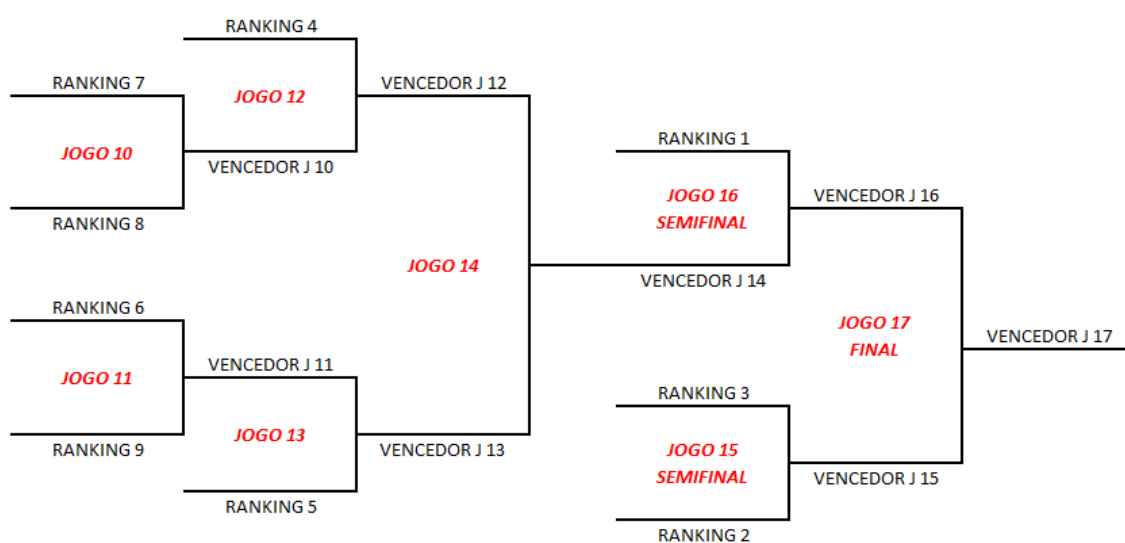 RANKING 4
RANKING 7
JOGO 12
VENCEDOR J 12
JOGO 10
VENCEDOR J 10
RANKING 8
RANKING 1
JOGO 16
SEMIFINAL
VENCEDOR J 16
JOGO 14
VENCEDOR J 14
RANKING 6
JOGO 11
VENCEDOR J 11
RANKING 9
JOGO 13
VENCEDOR J 13
RANKING 5
JOGO 17
FINAL
VENCEDOR J 17
RANKING 3
JOGO 15
SEMIFINAL
VENCEDOR J 15
RANKING 2